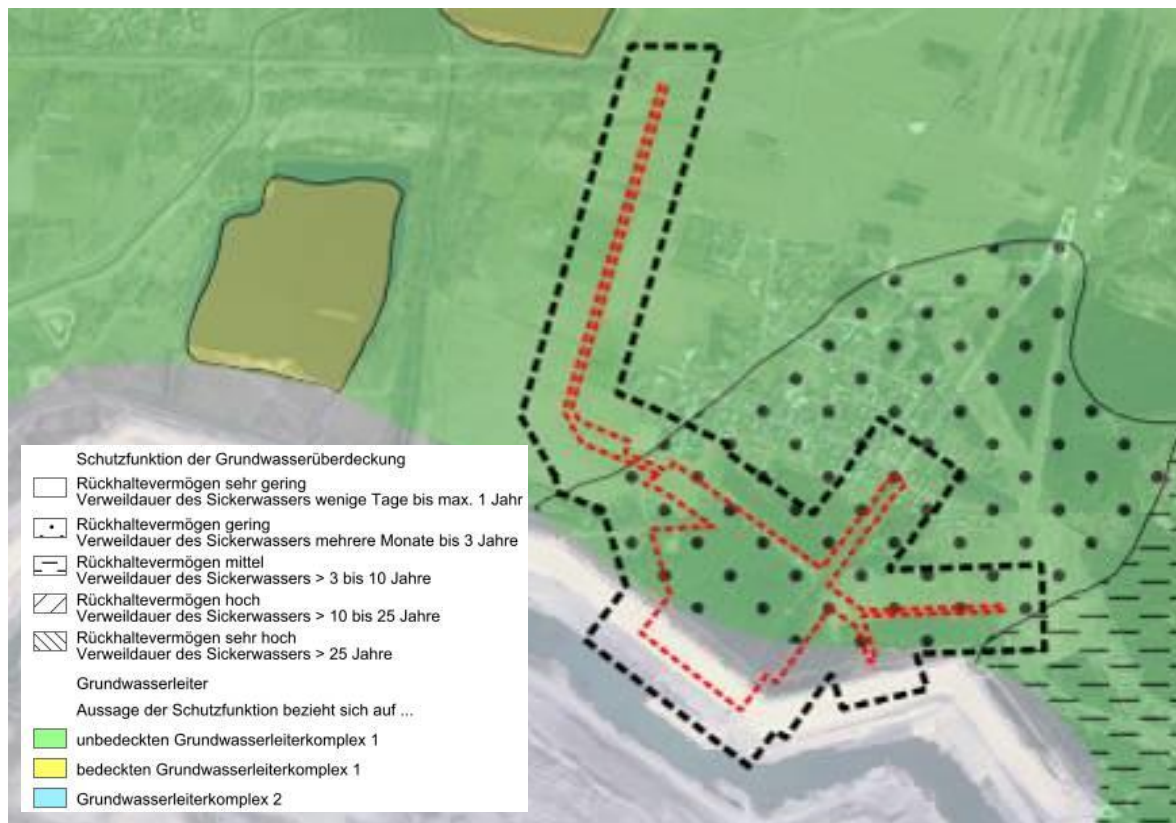 Schutzfunktion der Grundwasserüberdeckung
Rückhaltevermögen sehr gering
Verweildauer des Sickerwassers wenige Tage bis max. 1 Jahr
Rückhaltevermögen gering
Verweildauer des Sickerwassers mehrere Monate bis 3 Jahre
Rückhaltevermögen mittel
Verweildauer des Sickerwassers > 3 bis 10 Jahre
Rückhaltevermögen hoch
Verweildauer des Sickerwassers > 10 bis 25 Jahre
Rückhaltevermögen sehr hoch
Verweildauer des Sickerwassers > 25 Jahre
Grundwasserleiter
Aussage der Schutzfunktion bezieht sich auf ...
unbedeckten Grundwasserleiterkomplex 1
bedeckten Grundwasserleiterkomplex 1
Grundwasserleiterkomplex 2